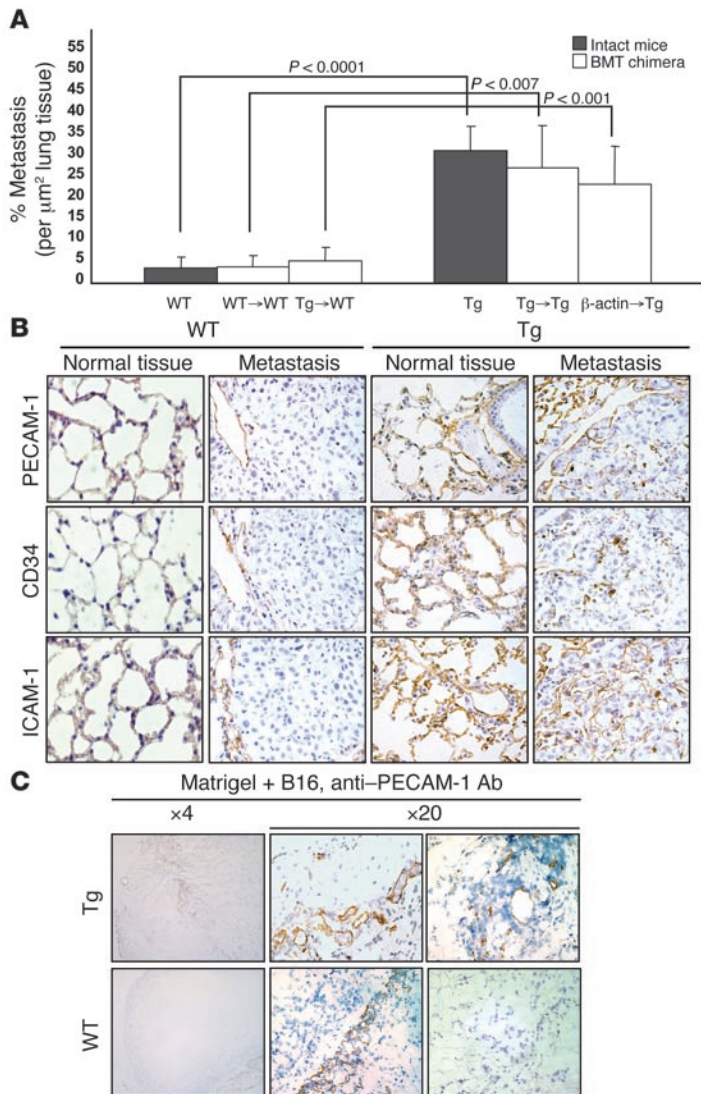 A
% Metastasis
(per μm² lung tissue)
55
50
45
40
35
30
25
20
15
10
5
0
Intact mice
BMT chimera
P < 0.0001
P < 0.007
P < 0.001
WT
WT→WT
Tg→WT
Tg
Tg→Tg
β-actin→Tg
B
WT
Tg
Normal tissue
Metastasis
Normal tissue
Metastasis
PECAM-1
CD34
ICAM-1
C
Matrigel + B16, anti–PECAM-1 Ab
×4
×20
Tg
WT